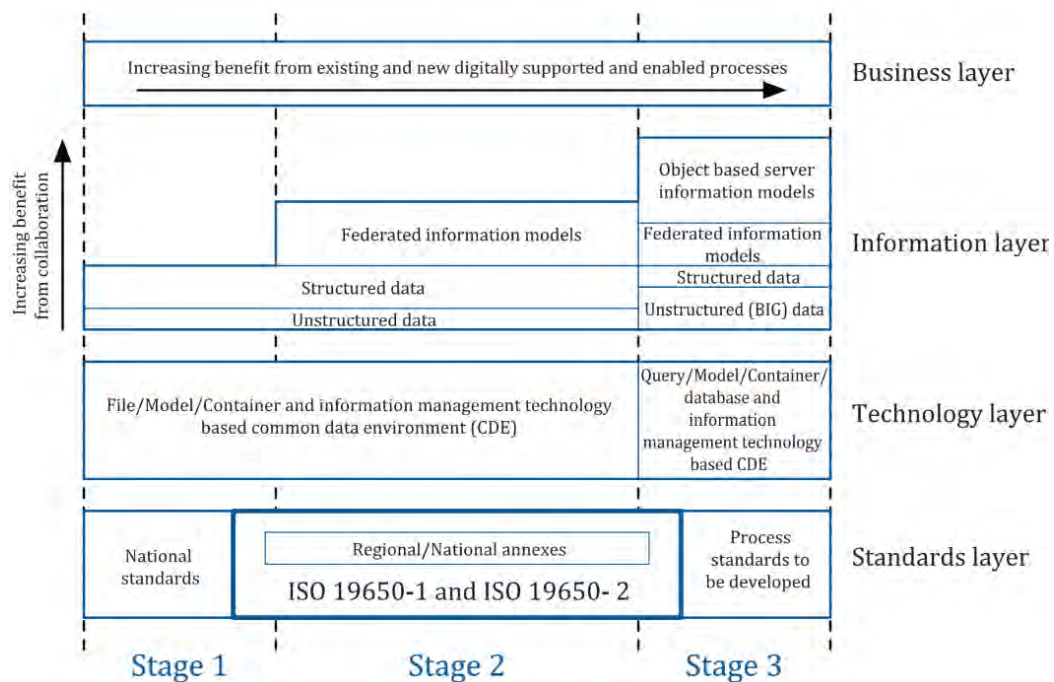 Increasing benefit from existing and new digitally supported and enabled processes
Business layer
Increasing benefit
from collaboration
Object based server
information models
Federated information models
Federated information
models
Information layer
Structured data
Structured data
Unstructured data
Unstructured (BIG) data
File/Model/Container and information management technology
based common data environment (CDE)
Query/Model/Container/
database and
information
management technology
based CDE
Technology layer
National
standards
Regional/National annexes
ISO 19650-1 and ISO 19650- 2
Process
standards to
be developed
Standards layer
Stage 1
Stage 2
Stage 3